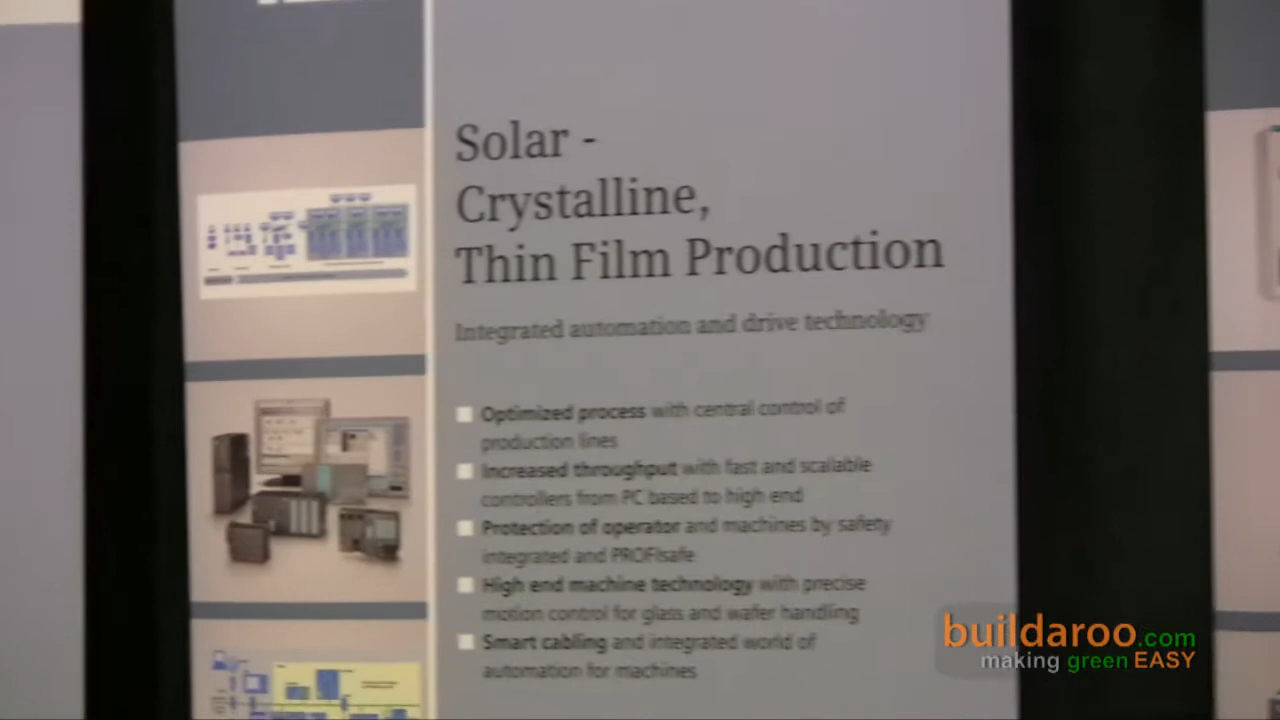 Solar -
Crystalline,
Thin Film Production
Integrated automation and drive technology
Optimized process with central control of
production lines
Increased throughput with fast and scalable
controllers from PC based to high end
Protection of operator and machines by safety
integrated and PROFIsafe
High end machine technology with precise
motion control for glass and wafer handling
Smart cabling and integrated world of
automation for machines
buildaroo.com
making green EASY